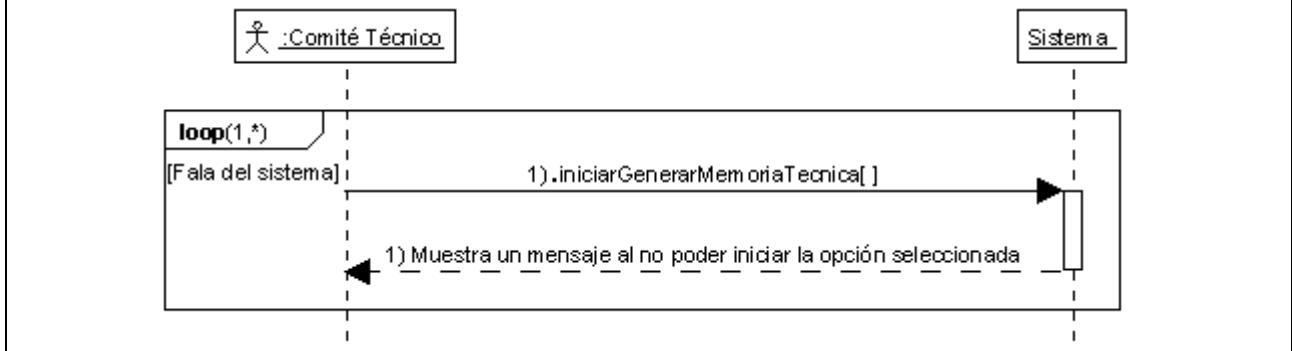 :Comité Técnico
Sistema
loop(1,*)
[Fala del sistema]
1).iniciarGenerarMemoriaTecnica[ ]
1) Muestra un mensaje al no poder iniciar la opción seleccionada